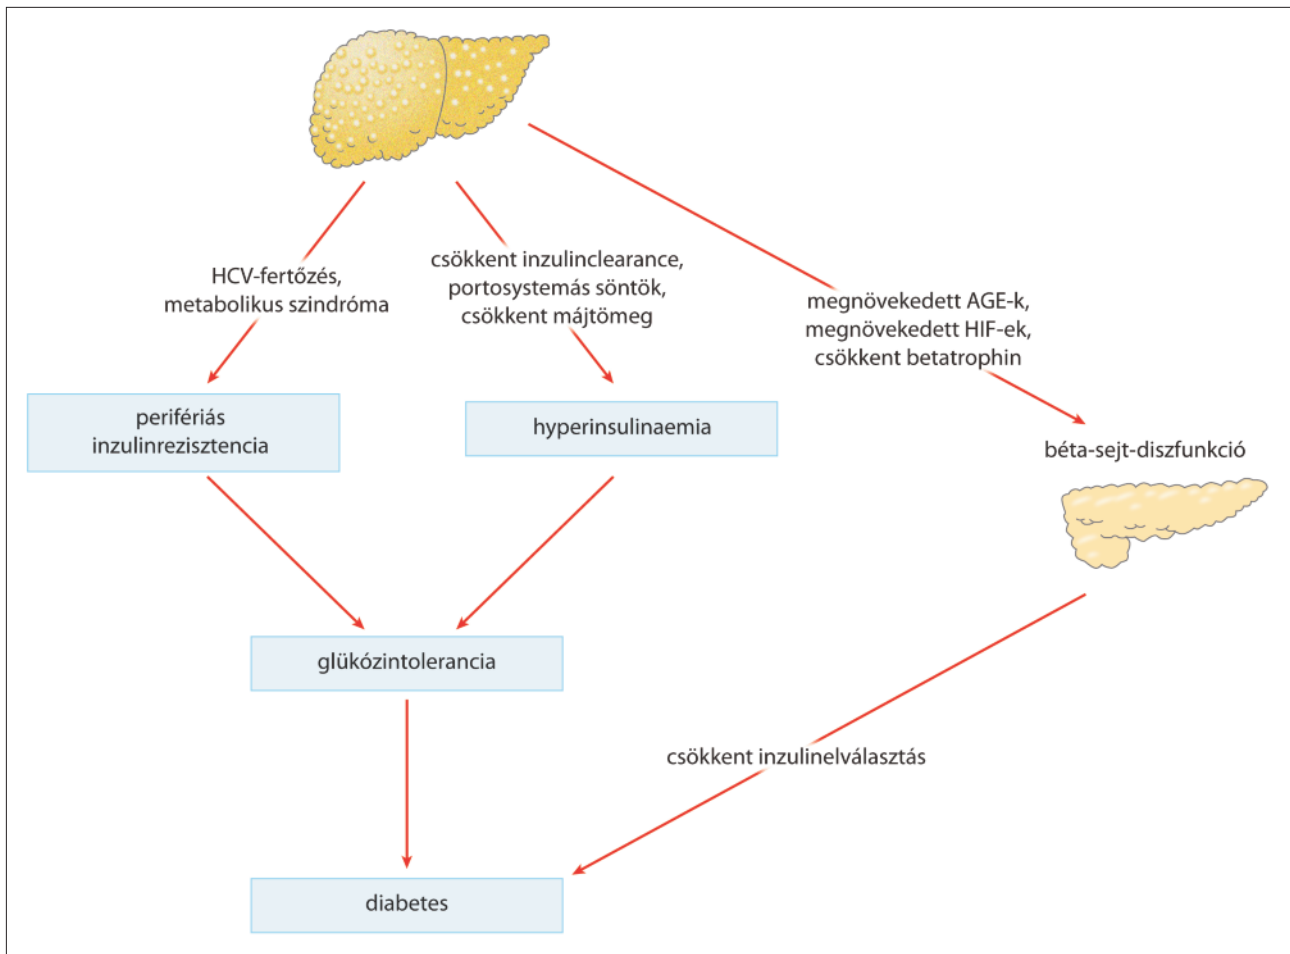 HCV-fertőzés,
metabolikus szindróma
csökkent inzulinclearance,
portosystemás söntök,
csökkent májtömeg
megnövekedett AGE-k,
megnövekedett HIF-ek,
csökkent betatrophin
perifériás
inzulinrezisztencia
hyperinsulinaemia
béta-sejt-diszfunkció
glükózintolerancia
csökkent inzulinelválasztás
diabetes